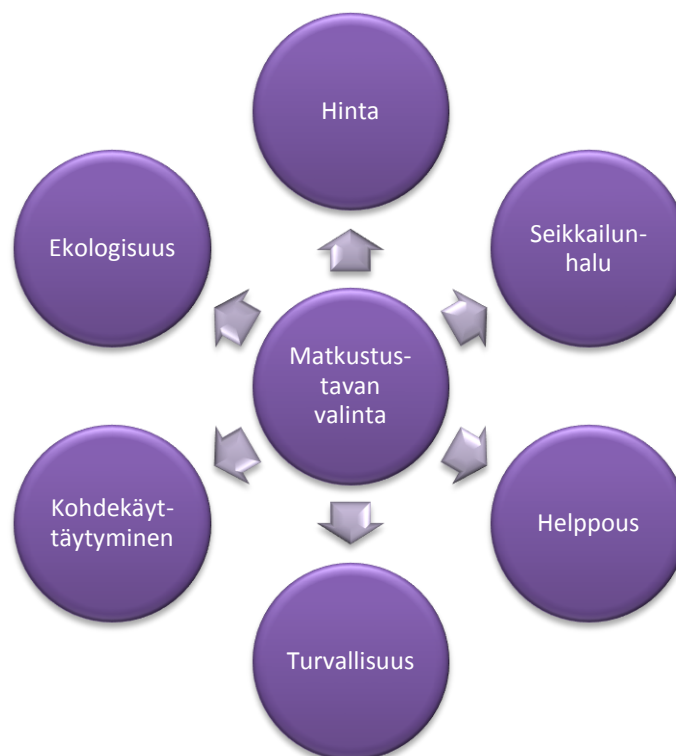 Hinta
Ekologisuus
Seikkailun-
halu
Matkustus-
tavan
valinta
Kohdekäyt-
täytyminen
Helppous
Turvallisuus